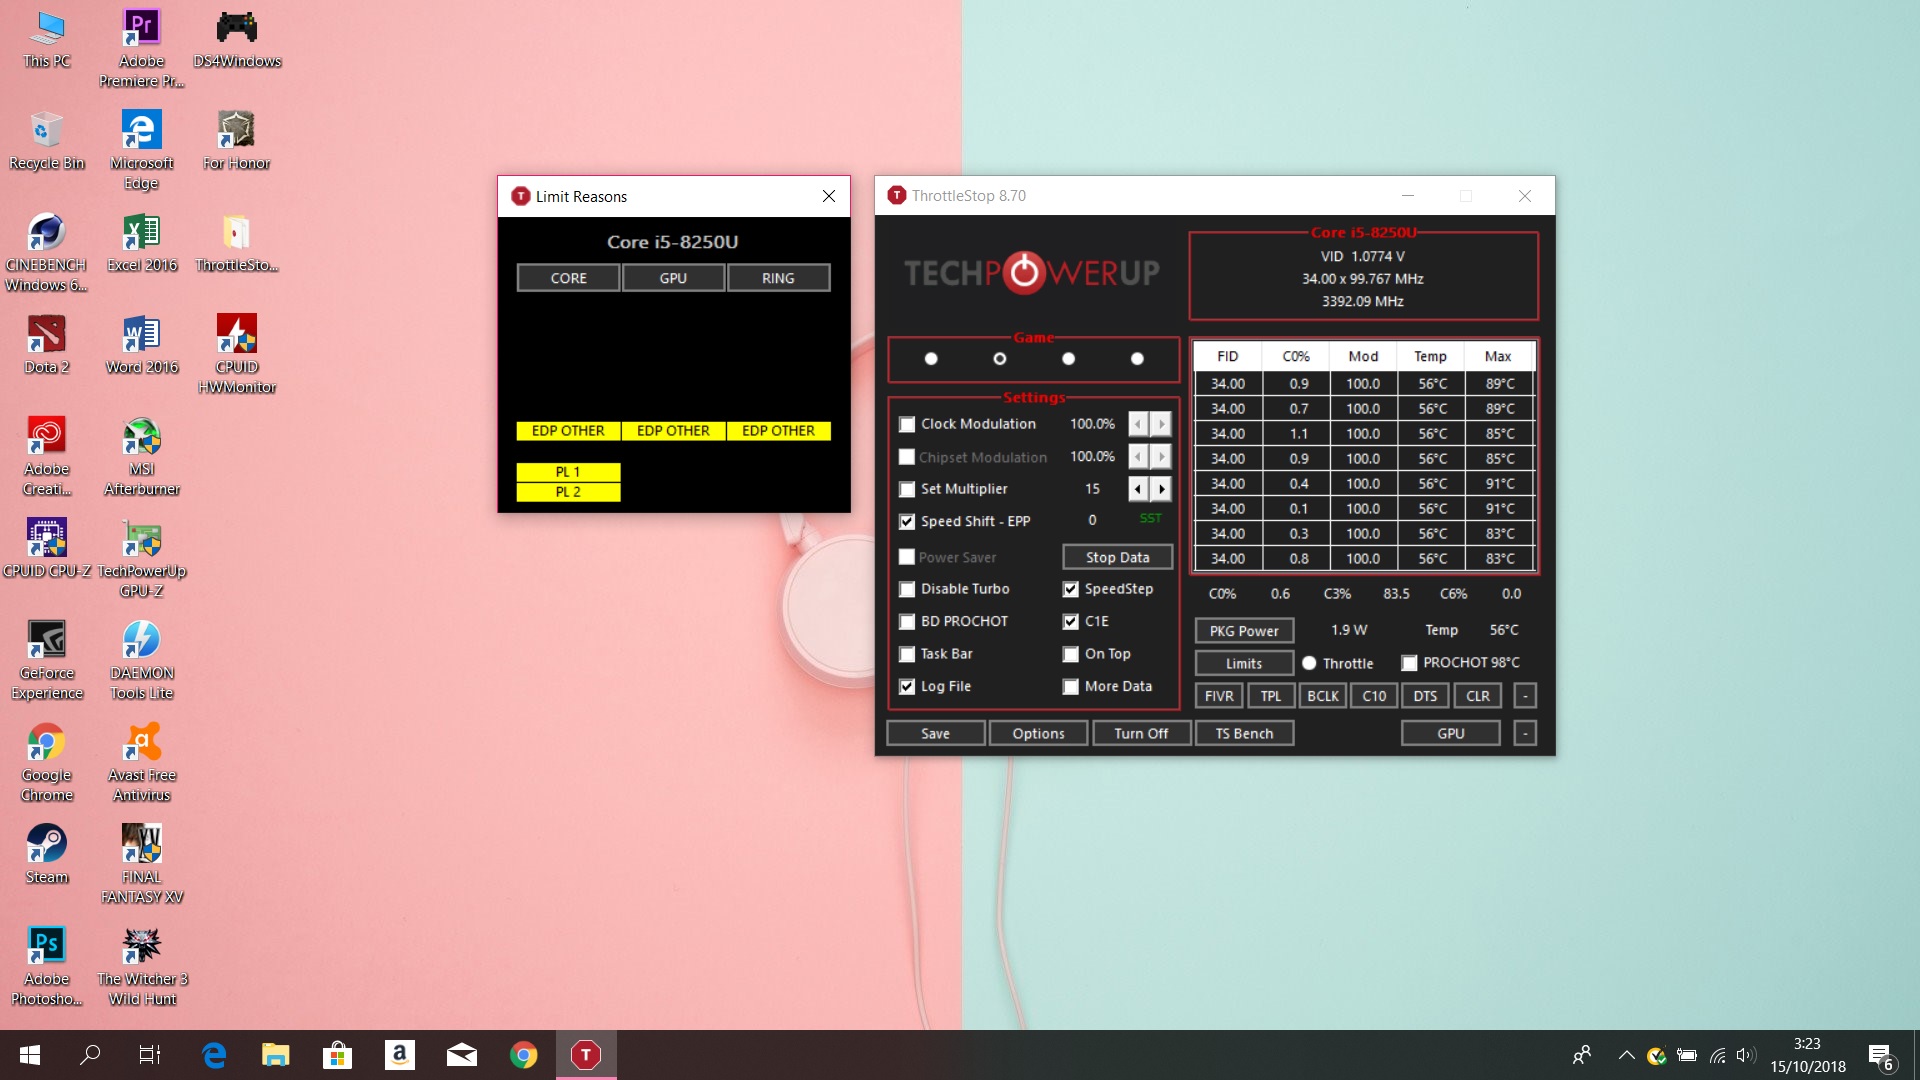 This PC
Adobe
Premiere Pr...
DS4Windows
Recycle Bin
Microsoft
Edge
For Honor
CINEBENCH
Windows 6...
Excel 2016
ThrottleSto...
Dota 2
Word 2016
CPUID
HWMonitor
Adobe
Creati...
MSI
Afterburner
CPUID CPU-Z
TechPowerUp
GPU-Z
GeForce
Experience
DAEMON
Tools Lite
Google
Chrome
Avast Free
Antivirus
Steam
FINAL
FANTASY XV
Adobe
Photosho...
The Witcher 3
Wild Hunt
Limit Reasons
Core i5-8250U
CORE GPU RING
EDP OTHER EDP OTHER EDP OTHER
PL 1
PL 2
ThrottleStop 8.70
TECHPOWERUP
Core i5-8250U
VID 1.0774 V
34.00 x 99.767 MHz
3392.09 MHz
Game
Settings
Clock Modulation 100.0%
Chipset Modulation 100.0%
Set Multiplier 15
Speed Shift - EPP 0 SST
Power Saver Stop Data
Disable Turbo SpeedStep
BD PROCHOT C1E
Task Bar On Top
Log File More Data
FID C0% Mod Temp Max
34.00 0.9 100.0 56°C 89°C
34.00 0.7 100.0 56°C 89°C
34.00 1.1 100.0 56°C 85°C
34.00 0.9 100.0 56°C 85°C
34.00 0.4 100.0 56°C 91°C
34.00 0.1 100.0 56°C 91°C
34.00 0.3 100.0 56°C 83°C
34.00 0.8 100.0 56°C 83°C
C0% 0.6 C3% 83.5 C6% 0.0
PKG Power 1.9 W Temp 56°C
Limits Throttle PROCHOT 98°C
FIVR TPL BCLK C10 DTS CLR -
Save Options Turn Off TS Bench GPU -
3:23
15/10/2018
6